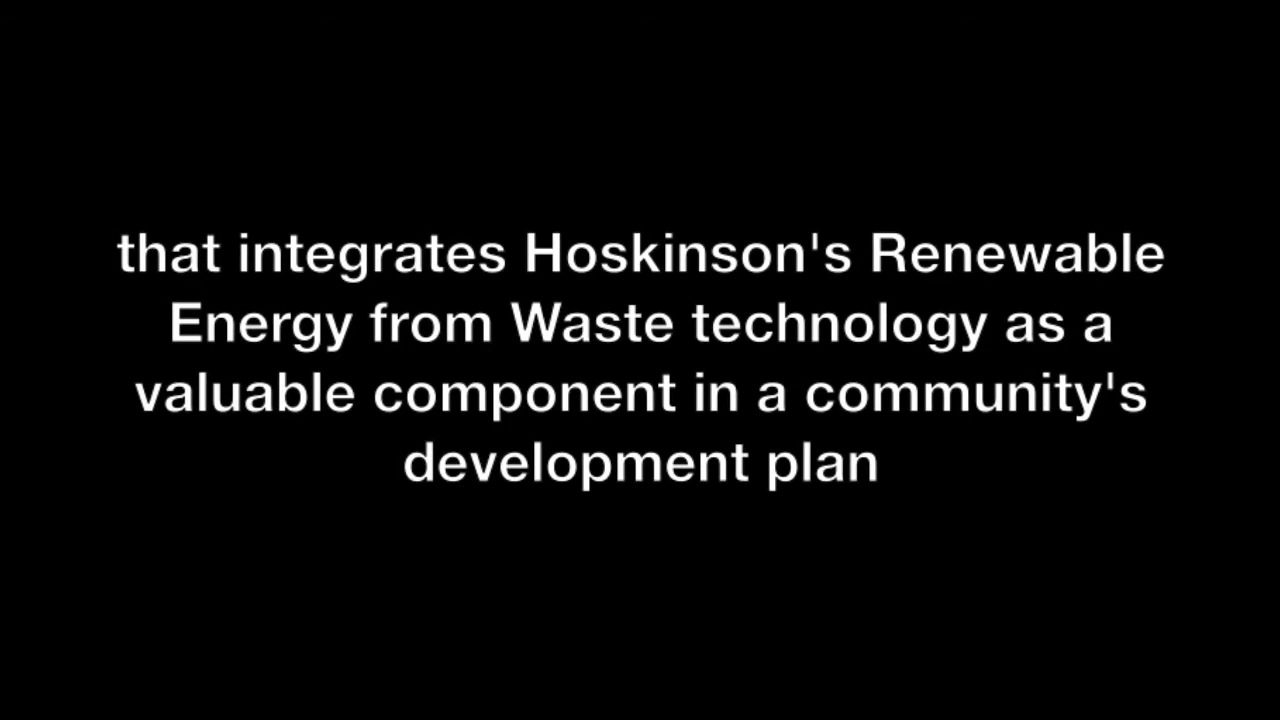 that integrates Hoskinson's Renewable
Energy from Waste technology as a
valuable component in a community's
development plan